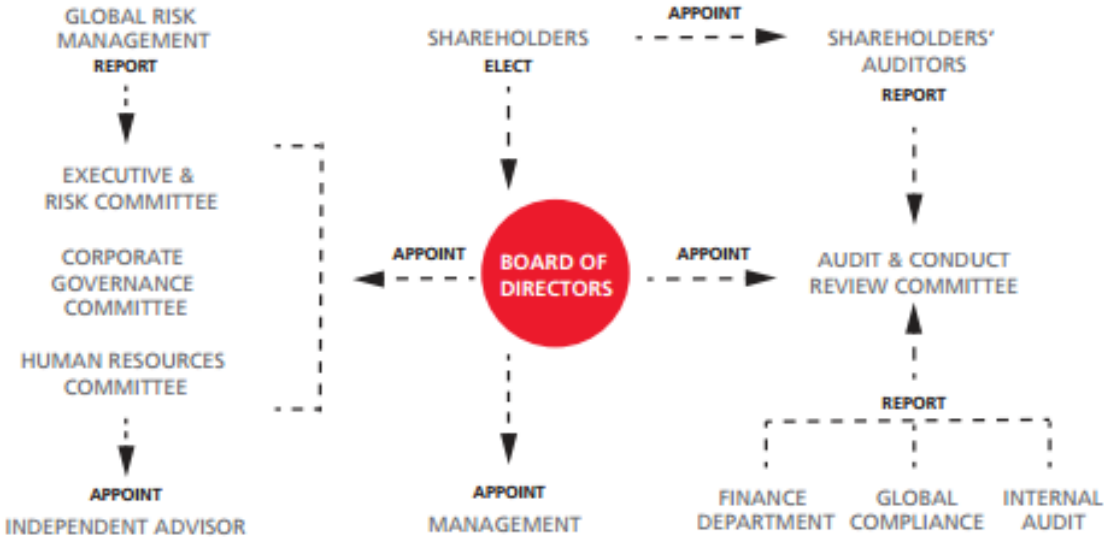 GLOBAL RISK
MANAGEMENT
REPORT
EXECUTIVE &
RISK COMMITTEE
CORPORATE
GOVERNANCE
COMMITTEE
HUMAN RESOURCES
COMMITTEE
APPOINT
INDEPENDENT ADVISOR
SHAREHOLDERS
ELECT
APPOINT
SHAREHOLDERS'
AUDITORS
REPORT
APPOINT
BOARD OF
DIRECTORS
APPOINT
AUDIT & CONDUCT
REVIEW COMMITTEE
APPOINT
MANAGEMENT
REPORT
FINANCE
DEPARTMENT
GLOBAL
COMPLIANCE
INTERNAL
AUDIT